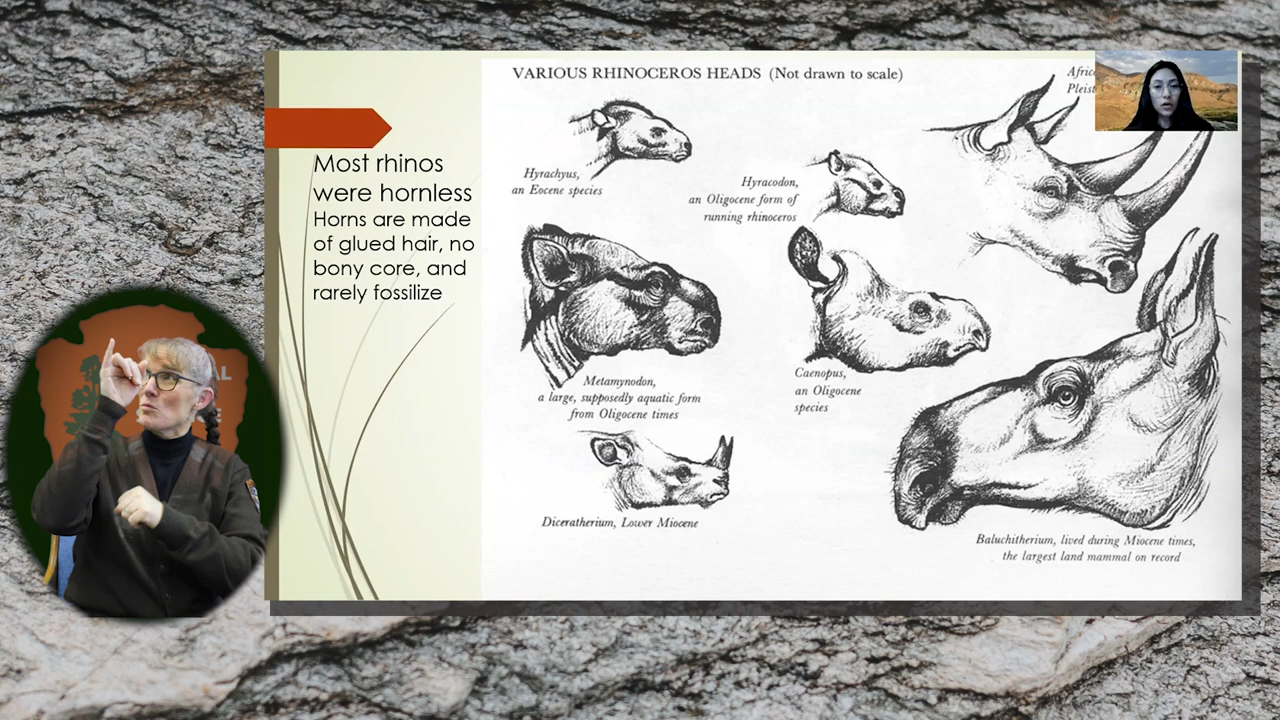 Most rhinos
were hornless
Horns are made
of glued hair, no
bony core, and
rarely fossilize
VARIOUS RHINOCEROS HEADS (Not drawn to scale)
Hyrachyus,
an Eocene species
Hyracodon,
an Oligocene form of
running rhinoceros
Metamynodon,
a large, supposedly aquatic form
from Oligocene times
Caenopus,
an Oligocene
species
Diceratherium, Lower Miocene
Baluchitherium, lived during Miocene times,
the largest land mammal on record